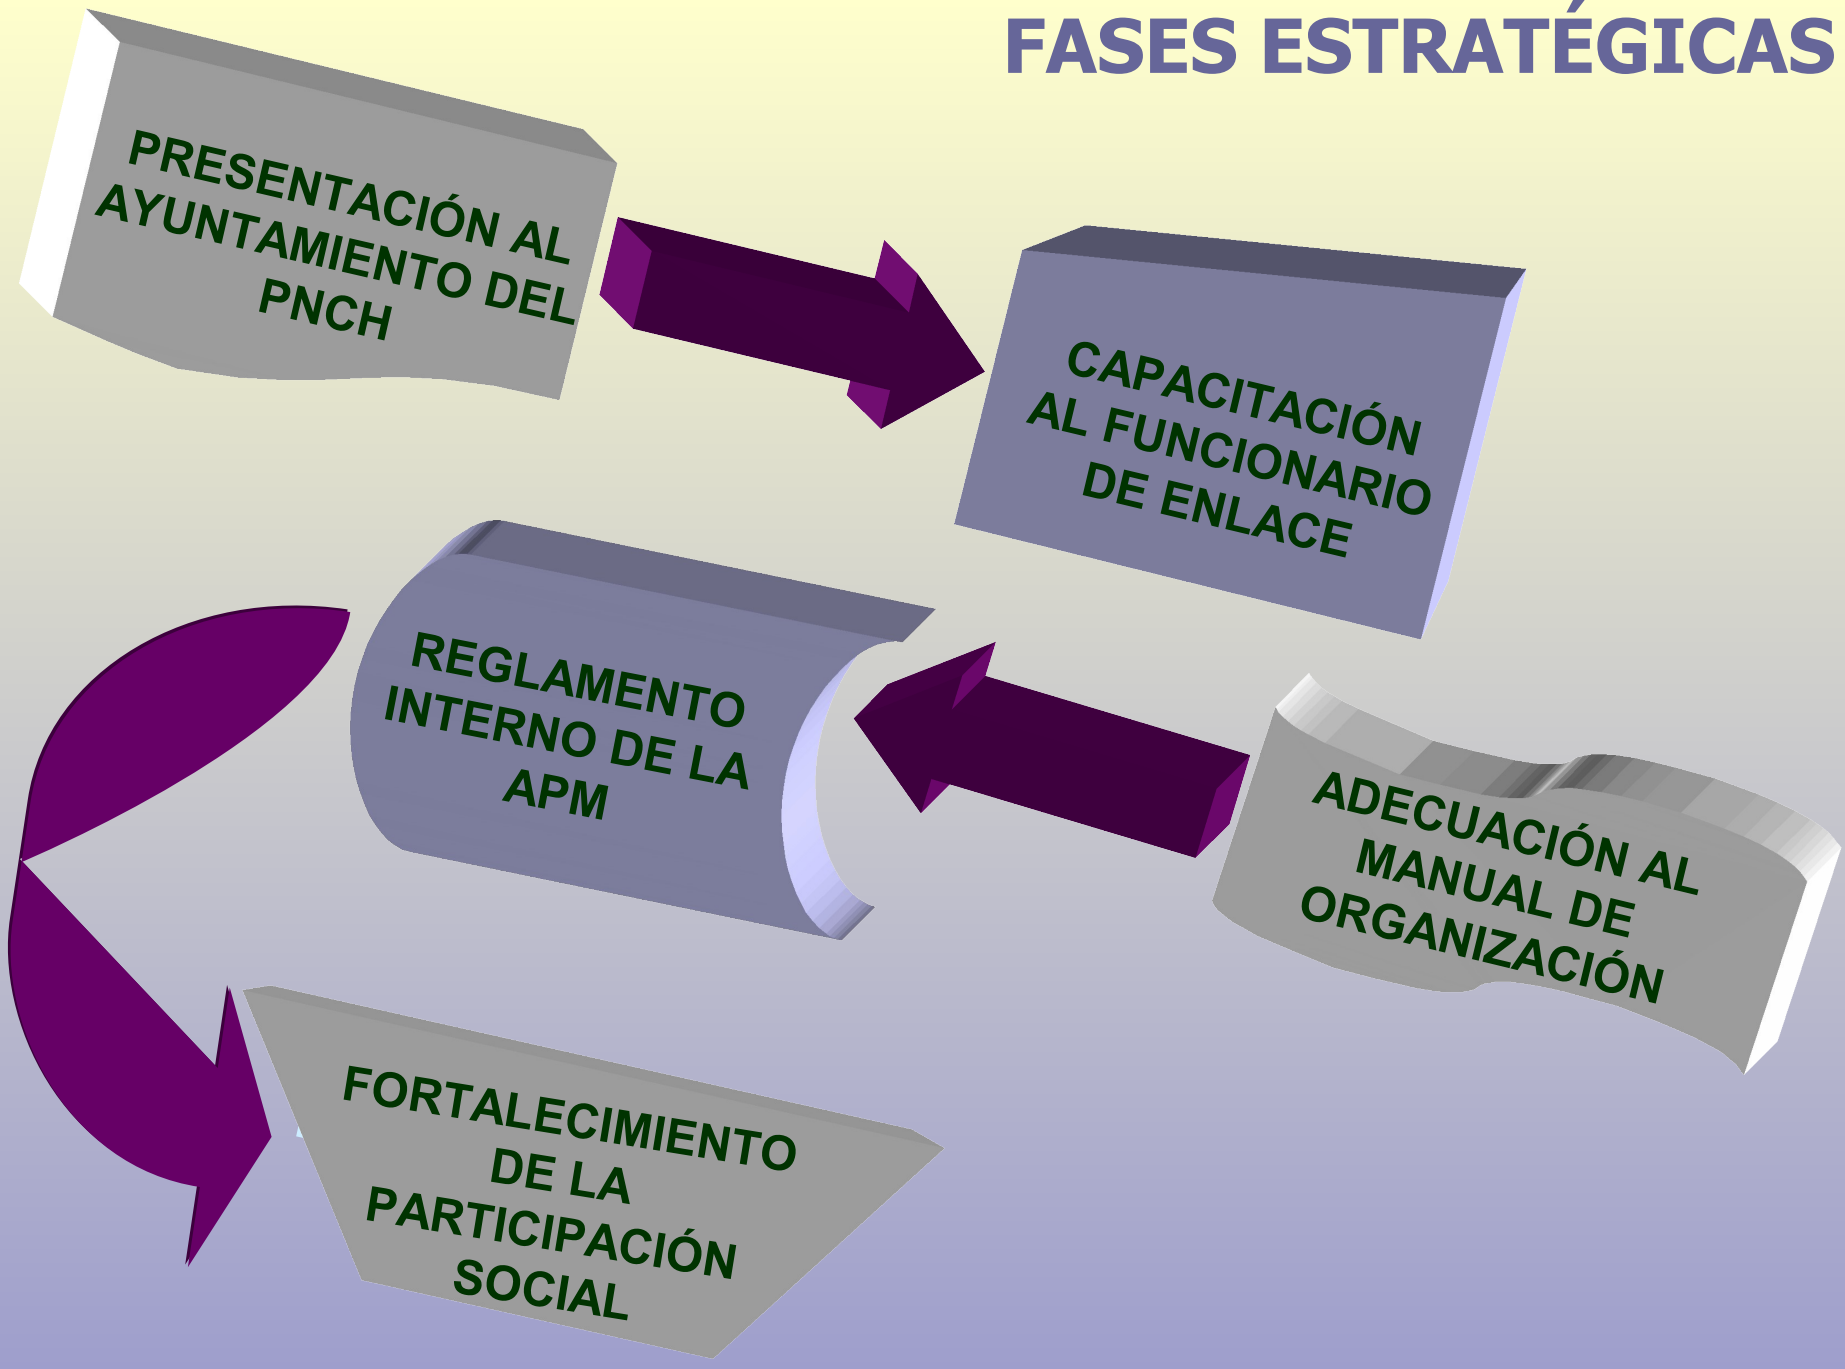 FASES ESTRATÉGICAS
PRESENTACIÓN AL
AYUNTAMIENTO DEL
PNCH
CAPACITACIÓN
AL FUNCIONARIO
DE ENLACE
ADECUACIÓN AL
MANUAL DE
ORGANIZACIÓN
REGLAMENTO
INTERNO DE LA
APM
FORTALECIMIENTO
DE LA
PARTICIPACIÓN
SOCIAL